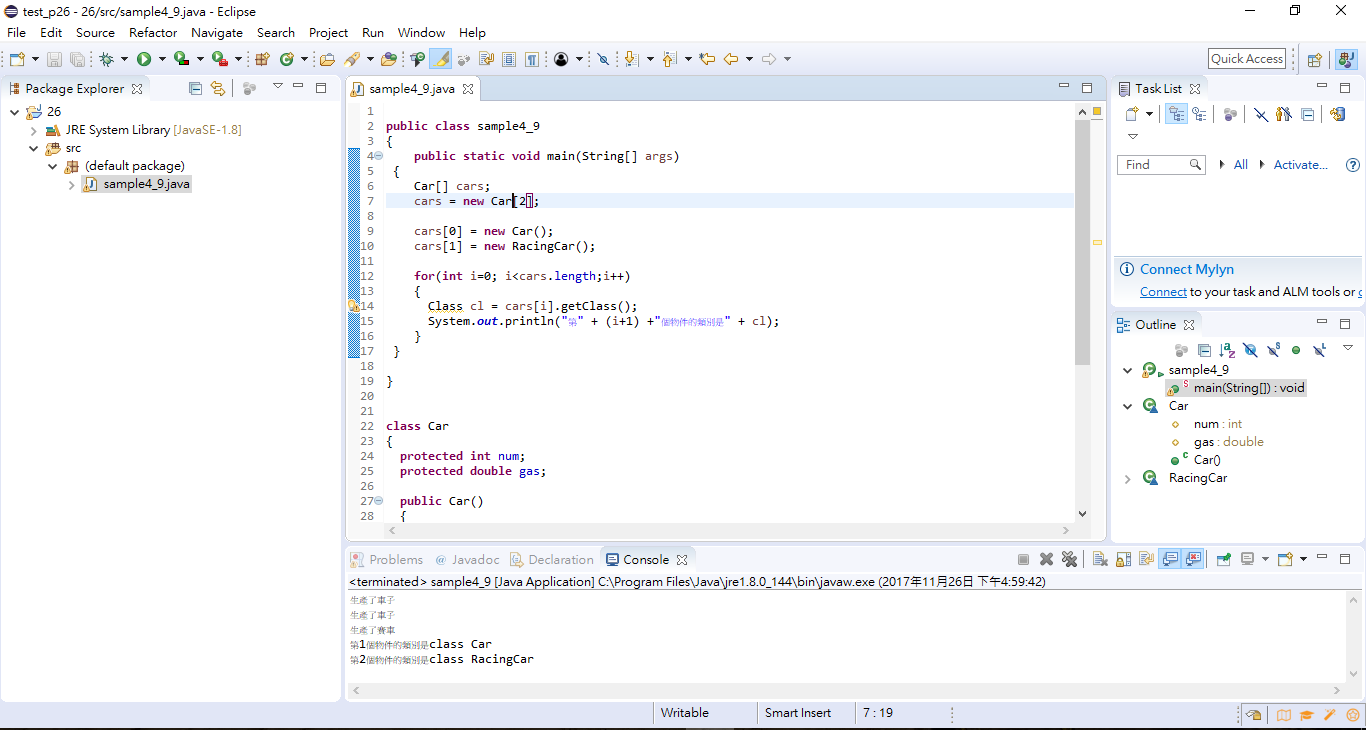 test_p26 - 26/src/sample4_9.java - Eclipse
File Edit Source Refactor Navigate Search Project Run Window Help
Quick Access
Package Explorer
26
JRE System Library [JavaSE-1.8]
src
(default package)
sample4_9.java
sample4_9.java
1
2 public class sample4_9
3 {
4 public static void main(String[] args)
5 {
6 Car[] cars;
7 cars = new Car[2];
8
9 cars[0] = new Car();
10 cars[1] = new RacingCar();
11
12 for(int i=0; i<cars.length;i++)
13 {
14 Class cl = cars[i].getClass();
15 System.out.println("第" + (i+1) +"個物件的類別是" + cl);
16 }
17 }
18
19 }
20
21
22 class Car
23 {
24 protected int num;
25 protected double gas;
26
27 public Car()
28 {
Task List
Find All Activate...
Connect Mylyn
Connect to your task and ALM tools or c
Outline
sample4_9
main(String[]) : void
Car
num : int
gas : double
Car()
RacingCar
Problems @ Javadoc Declaration Console
<terminated> sample4_9 [Java Application] C:\Program Files\Java\jre1.8.0_144\bin\javaw.exe (2017年11月26日 下午4:59:42)
生產了車子
生產了車子
生產了賽車
第1個物件的類別是class Car
第2個物件的類別是class RacingCar
Writable Smart Insert 7 : 19